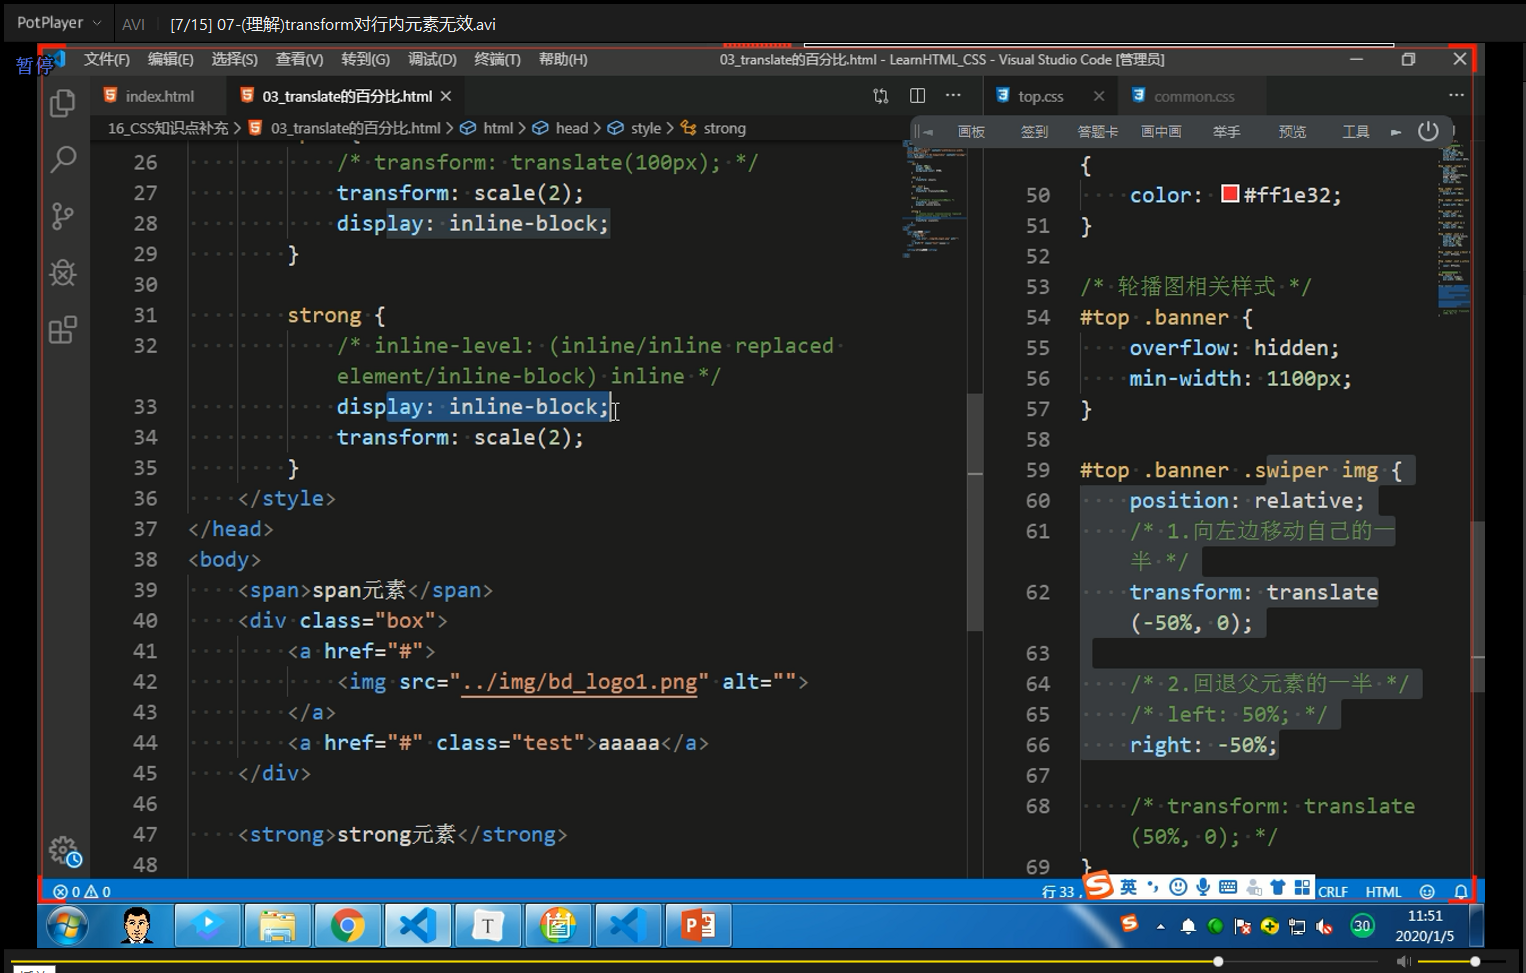 PotPlayer
AVI
[7/15] 07-(理解)transform对行内元素无效.avi
暂停
文件(F) 编辑(E) 选择(S) 查看(V) 转到(G) 调试(D) 终端(T) 帮助(H)
03_translate的百分比.html - LearnHTML_CSS - Visual Studio Code [管理员]
index.html
03_translate的百分比.html
top.css
common.css
16_CSS知识点补充 > 03_translate的百分比.html > html > head > style > strong
画板 签到 答题卡 画中画 举手 预览 工具
26 /* transform: translate(100px); */
27 transform: scale(2);
28 display: inline-block;
29 }
30
31 strong {
32 /* inline-level: (inline/inline replaced
element/inline-block) inline */
33 display: inline-block;
34 transform: scale(2);
35 }
36 </style>
37 </head>
38 <body>
39 <span>span元素</span>
40 <div class="box">
41 <a href="#">
42 <img src="../img/bd_logo1.png" alt="">
43 </a>
44 <a href="#" class="test">aaaaa</a>
45 </div>
46
47 <strong>strong元素</strong>
48
{
50 color: #ff1e32;
51 }
52
53 /* 轮播图相关样式 */
54 #top .banner {
55 overflow: hidden;
56 min-width: 1100px;
57 }
58
59 #top .banner .swiper img {
60 position: relative;
61 /* 1.向左边移动自己的一
半 */
62 transform: translate
(-50%, 0);
63
64 /* 2.回退父元素的一半 */
65 /* left: 50%; */
66 right: -50%;
67
68 /* transform: translate
(50%, 0); */
69 }
0 0
行 33,
英
CRLF
HTML
30
11:51
2020/1/5